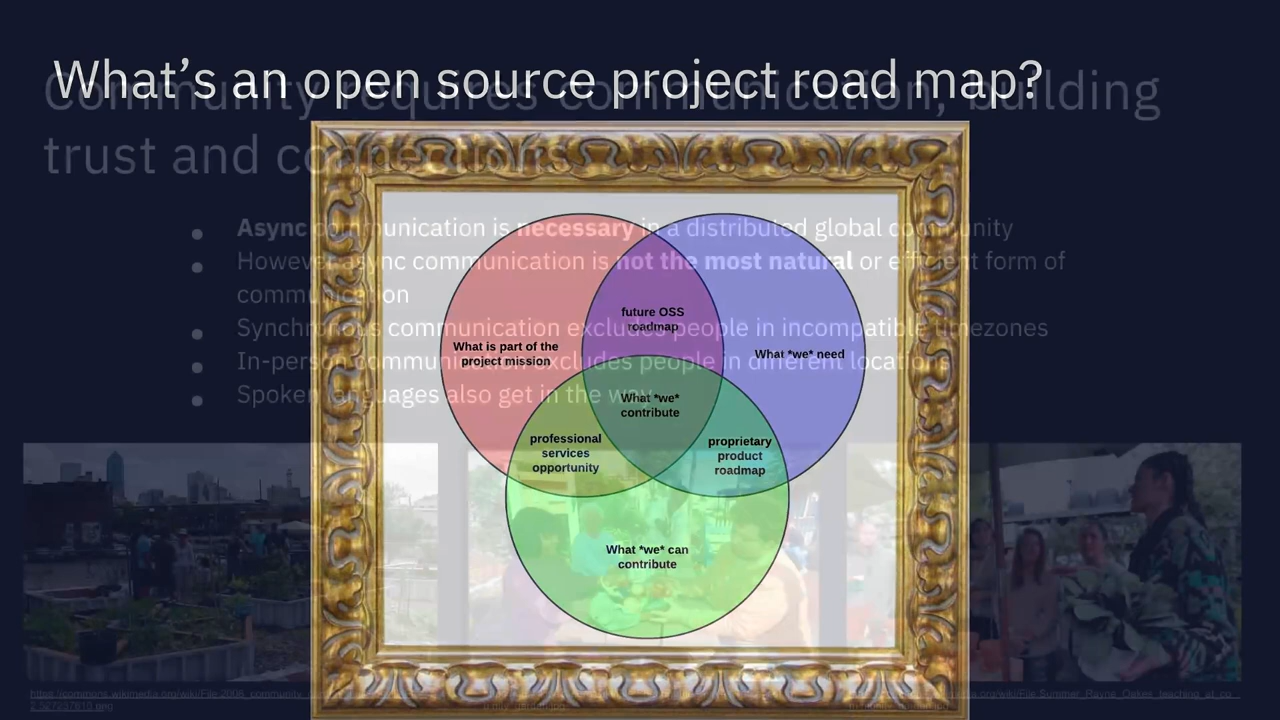 What's an open source project road map?
Community requires communication, building
trust and connections
Async communication is necessary in a distributed global community
However async communication is not the most natural or efficient form of
communication
Synchronous communication excludes people in incompatible timezones
In-person communication excludes people in different locations
Spoken languages also get in the way
future OSS
roadmap
What is part of the
project mission
What *we* need
What *we*
contribute
professional
services
opportunity
proprietary
product
roadmap
What *we* can
contribute